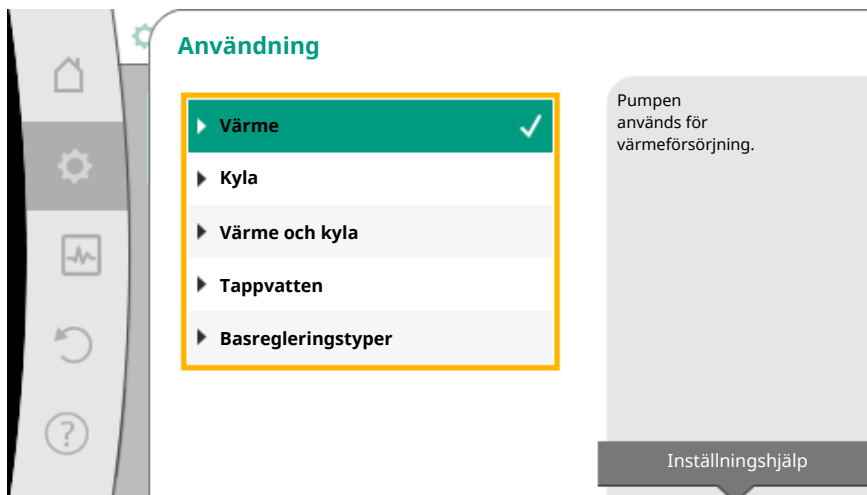 Användning
Värme
Kyla
Värme och kyla
Tappvatten
Basregleringstyper
Pumpen
används för
värmeförsörjning.
Inställningshjälp